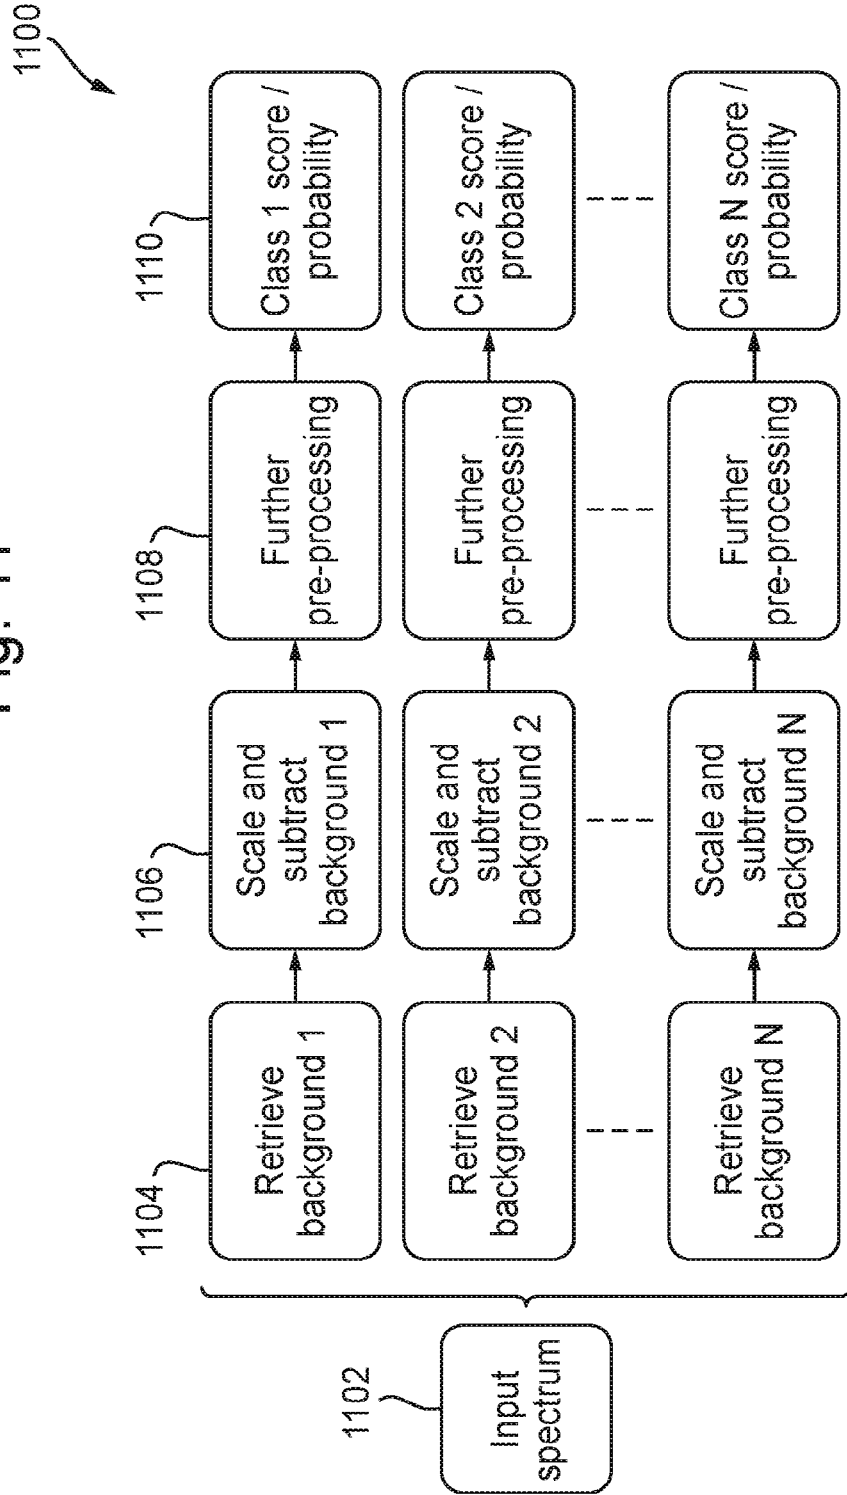 Fig. 11
1100
1102
Input
spectrum
1104
Retrieve
background 1
1106
Scale and
subtract
background 1
1108
Further
pre-processing
1110
Class 1 score /
probability
Retrieve
background 2
Scale and
subtract
background 2
Further
pre-processing
Class 2 score /
probability
Retrieve
background N
Scale and
subtract
background N
Further
pre-processing
Class N score /
probability